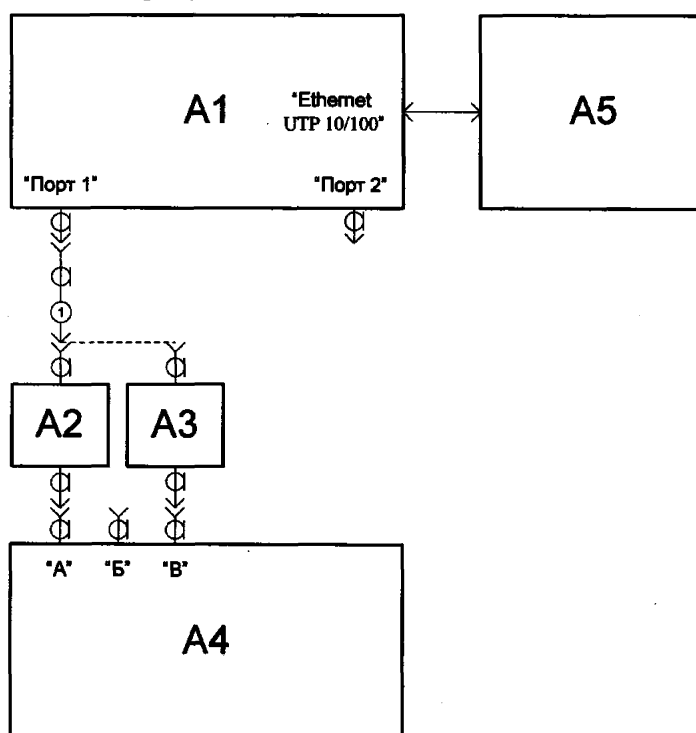 A1
"Ethernet
UTP 10/100"
A5
"Порт 1"
"Порт 2"
1
A2
A3
"А"
"Б"
"В"
A4